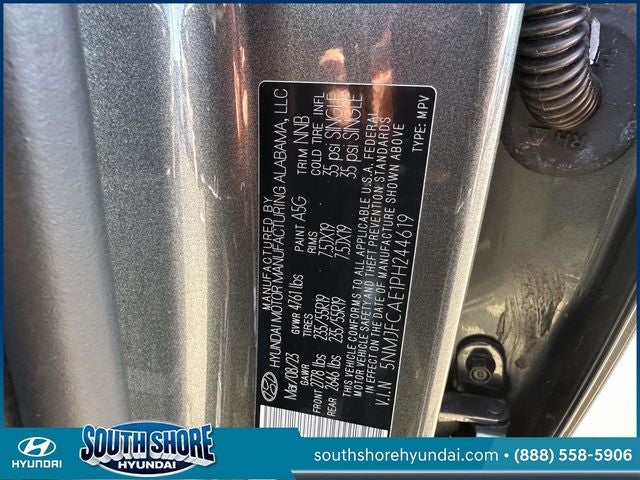 MANUFACTURED BY
HYUNDAI MOTOR MANUFACTURING ALABAMA, LLC
Mar/08/23 GVWR 4761 lbs PAINT A5G TRIM NNB
GAWR TIRES RIMS COLD TIRE INFL
FRONT 2778 lbs 235/55R19 7.5JX19 35 psi SINGLE
REAR 2646 lbs 235/55R19 7.5JX19 35 psi SINGLE
THIS VEHICLE CONFORMS TO ALL APPLICABLE U.S.A. FEDERAL
MOTOR VEHICLE SAFETY AND THEFT PREVENTION STANDARDS
IN EFFECT ON THE DATE OF MANUFACTURE SHOWN ABOVE
V.I.N 5NMJFCAE1PH244619 TYPE: MPV
RH
HYUNDAI
SOUTH SHORE
HYUNDAI
southshorehyundai.com • (888) 558-5906